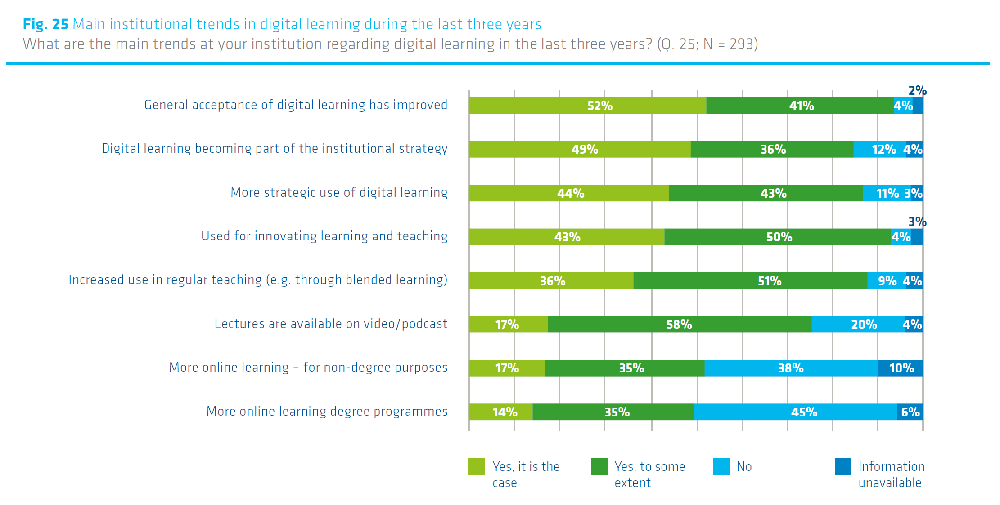 Fig. 25 Main institutional trends in digital learning during the last three years
What are the main trends at your institution regarding digital learning in the last three years? (Q. 25; N = 293)
2%
General acceptance of digital learning has improved 52% 41% 4%
Digital learning becoming part of the institutional strategy 49% 36% 12% 4%
More strategic use of digital learning 44% 43% 11% 3%
3%
Used for innovating learning and teaching 43% 50% 4%
Increased use in regular teaching (e.g. through blended learning) 36% 51% 9% 4%
Lectures are available on video/podcast 17% 58% 20% 4%
More online learning – for non-degree purposes 17% 35% 38% 10%
More online learning degree programmes 14% 35% 45% 6%
Yes, it is the case
Yes, to some extent
No
Information unavailable